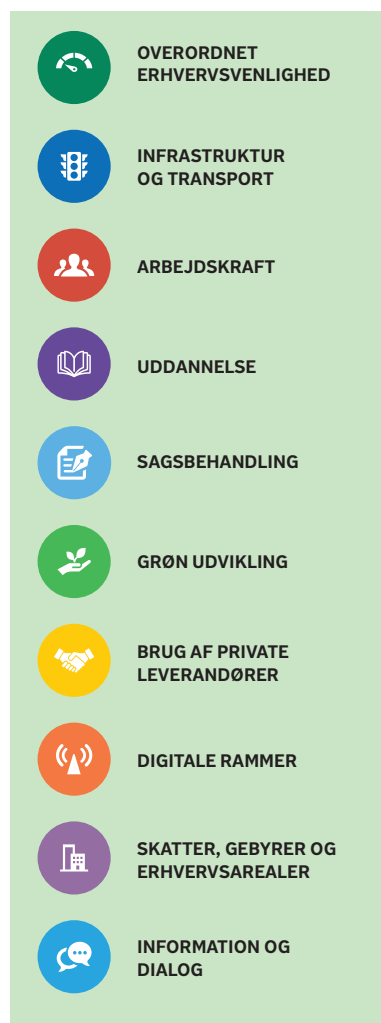 OVERORDNET
ERHVERVSVENLIGHED
INFRASTRUKTUR
OG TRANSPORT
ARBEJDSKRAFT
UDDANNELSE
SAGSBEHANDLING
GRØN UDVIKLING
BRUG AF PRIVATE
LEVERANDØRER
DIGITALE RAMMER
SKATTER, GEBYRER OG
ERHVERVSAREALER
INFORMATION OG
DIALOG